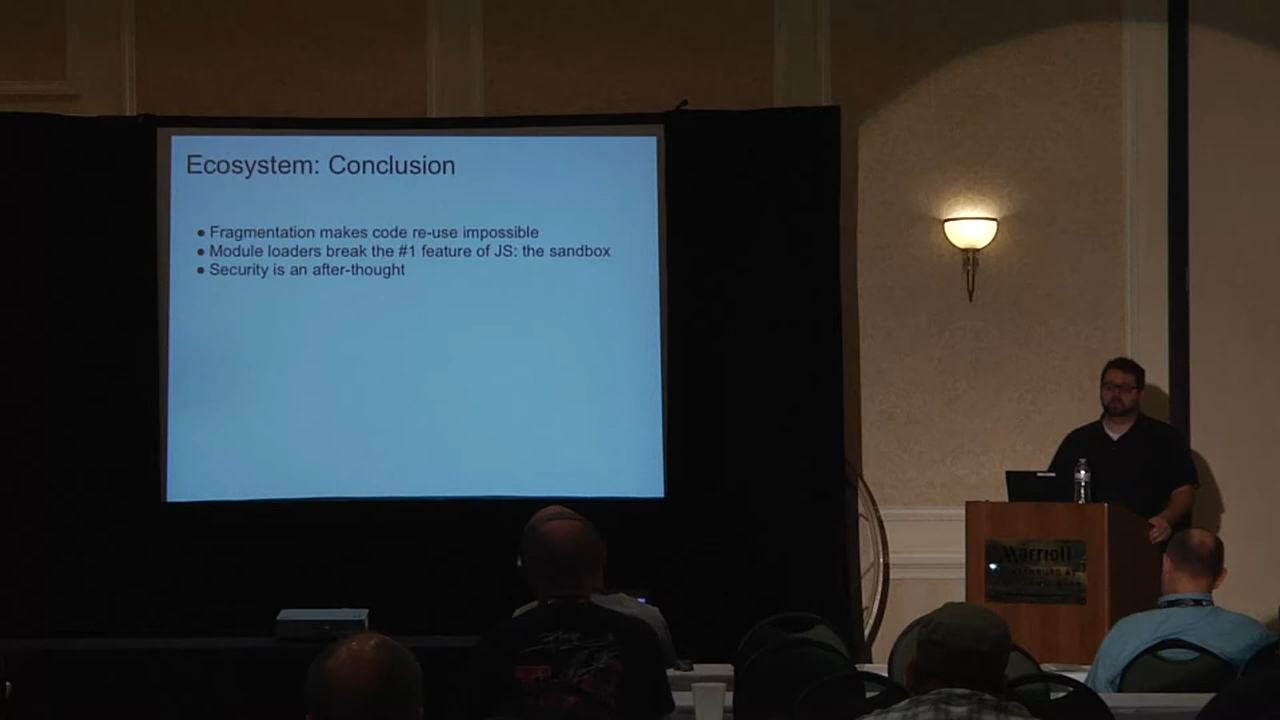 Ecosystem: Conclusion
● Fragmentation makes code re-use impossible
● Module loaders break the #1 feature of JS: the sandbox
● Security is an after-thought
Marriott